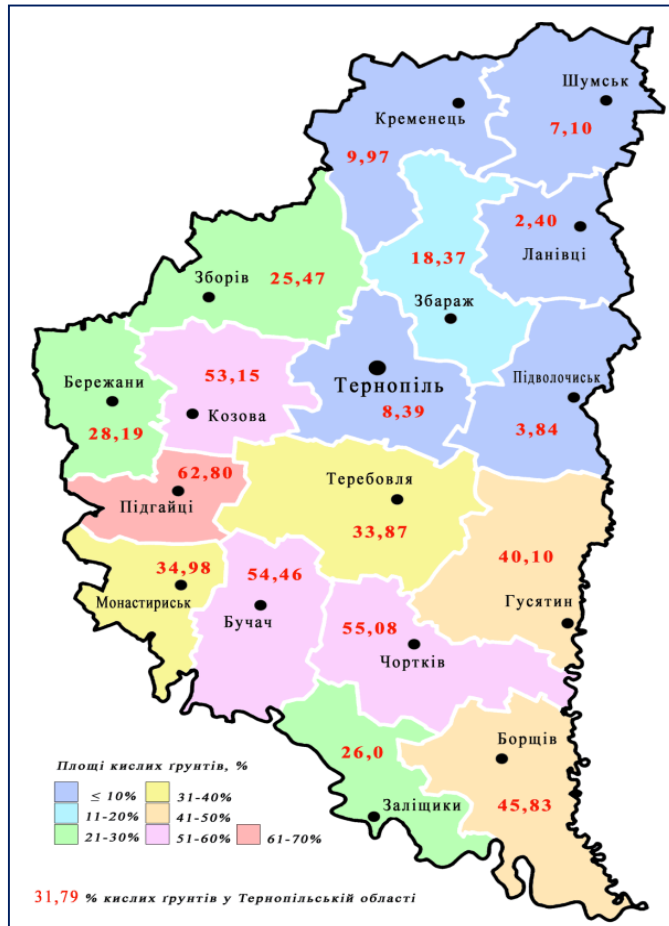 Шумськ
Кременець
7,10
9,97
2,40
Ланівці
18,37
Збараж
25,47
Зборів
53,15
Козова
Тернопіль
8,39
Підволочиськ
3,84
Бережани
28,19
62,80
Підгайці
Теребовля
33,87
40,10
Гусятин
34,98
Монастириськ
54,46
Бучач
55,08
Чортків
26,0
Заліщики
Борщів
45,83
Площі кислих ґрунтів, %
≤ 10%
31-40%
11-20%
41-50%
21-30%
51-60%
61-70%
31,79 % кислих ґрунтів у Тернопільській області